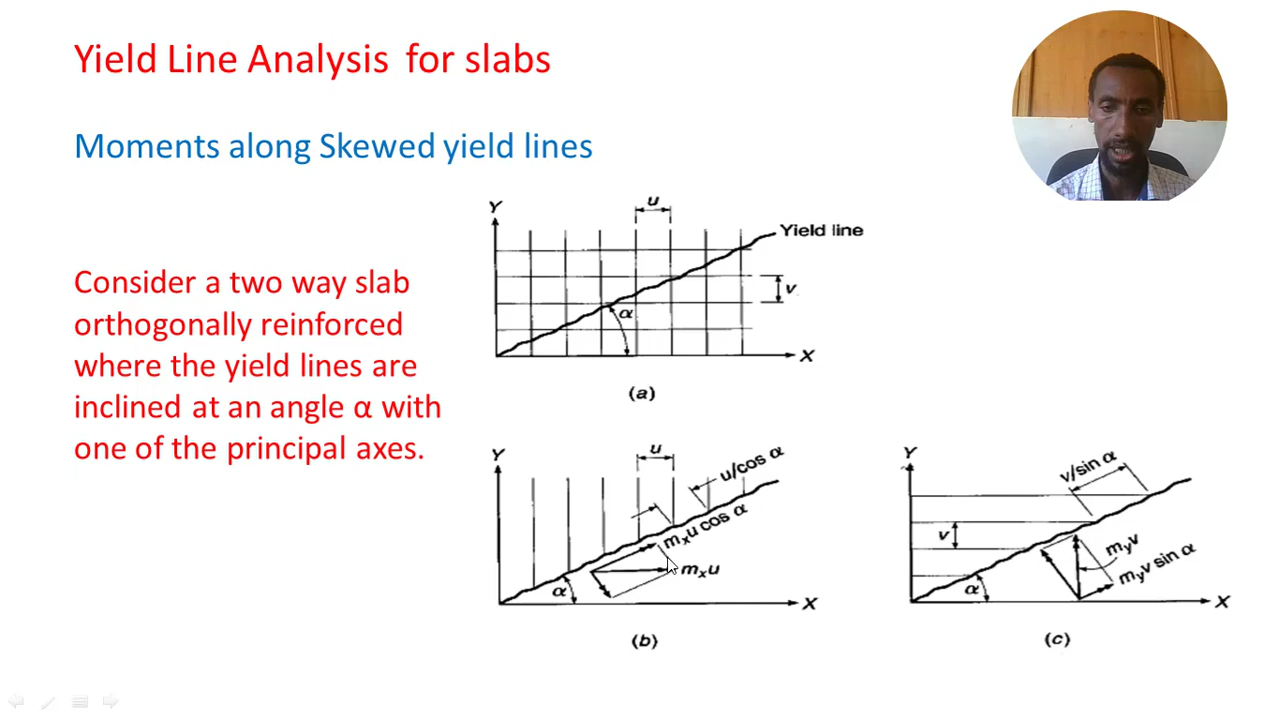 Yield Line Analysis for slabs
Moments along Skewed yield lines
Consider a two way slab
orthogonally reinforced
where the yield lines are
inclined at an angle α with
one of the principal axes.
Y
u
Yield line
v
α
X
(a)
Y
u
u/cos α
mₓu cos α
mₓu
α
X
(b)
Y
v/sin α
v
m_yv
m_yv sin α
α
X
(c)